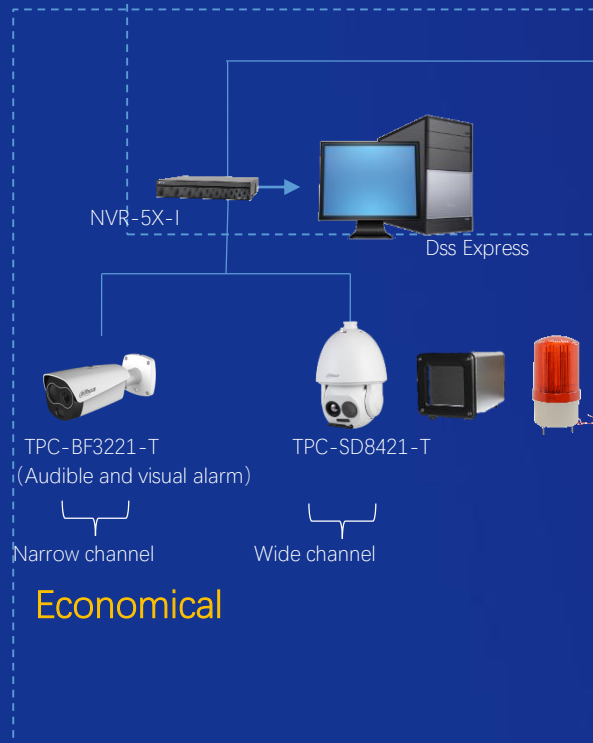 NVR-5X-I
Dss Express
TPC-BF3221-T
(Audible and visual alarm)
TPC-SD8421-T
Narrow channel
Wide channel
Economical